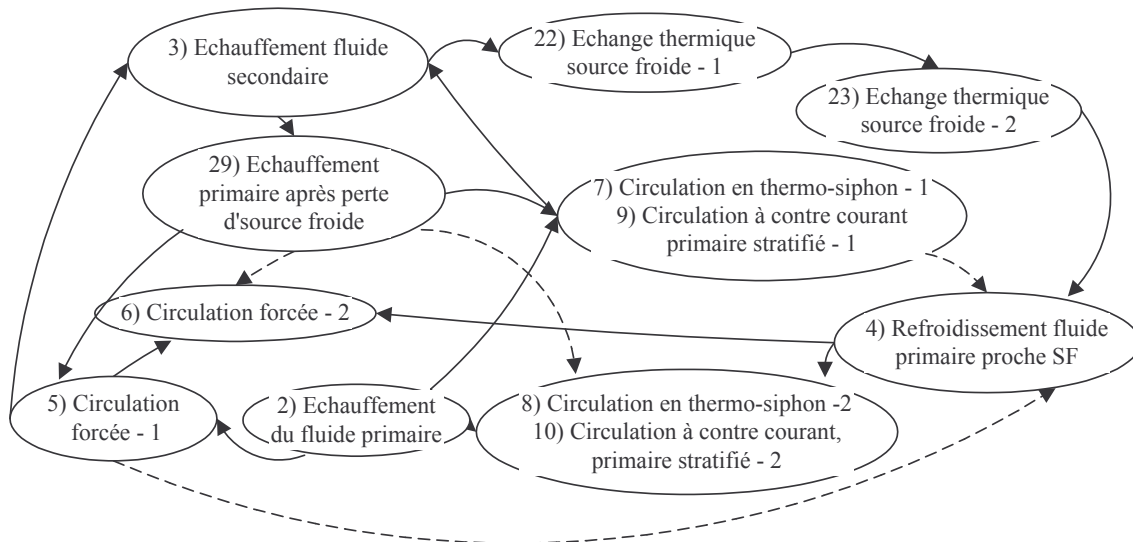 3) Echauffement fluide
secondaire
22) Echange thermique
source froide - 1
23) Echange thermique
source froide - 2
29) Echauffement
primaire après perte
d'source froide
7) Circulation en thermo-siphon - 1
9) Circulation à contre courant
primaire stratifié - 1
6) Circulation forcée - 2
4) Refroidissement fluide
primaire proche SF
5) Circulation
forcée - 1
2) Echauffement
du fluide primaire
8) Circulation en thermo-siphon -2
10) Circulation à contre courant,
primaire stratifié - 2